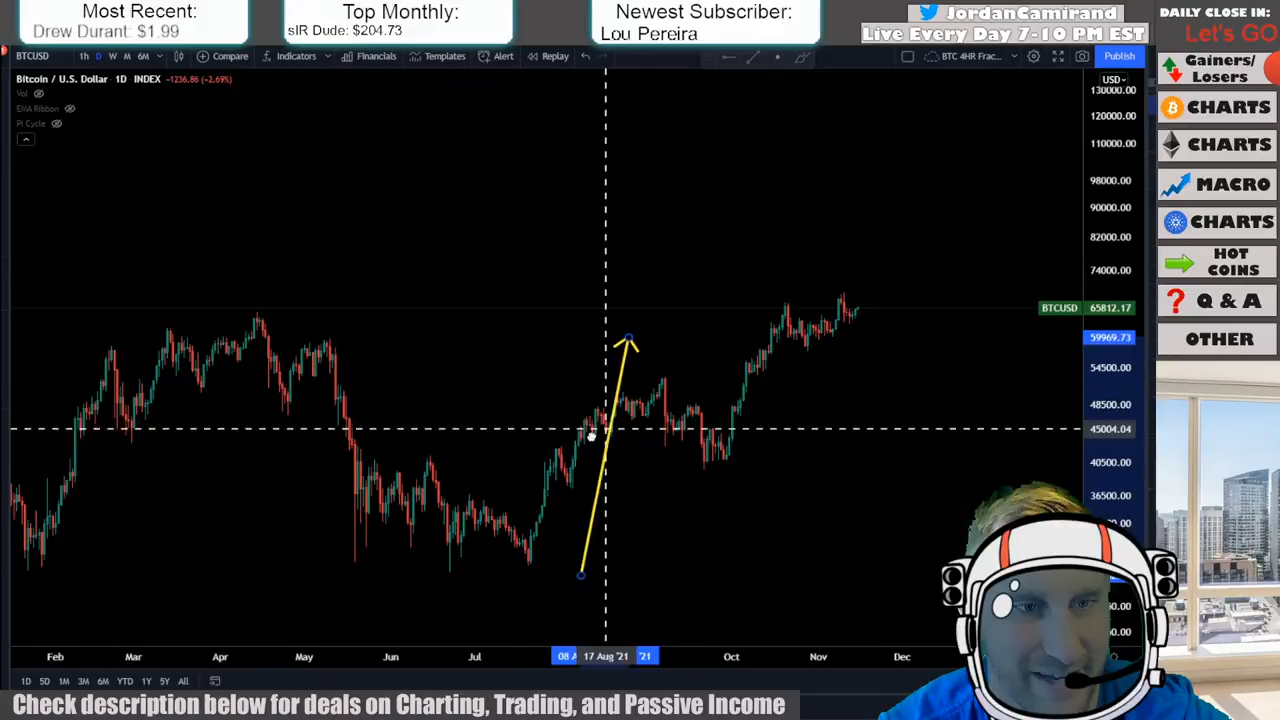 Most Recent:
Drew Durant: $1.99
Top Monthly:
sIR Dude: $204.73
Newest Subscriber:
Lou Pereira
JordanCamirand
Live Every Day 7-10 PM EST
DAILY CLOSE IN:
Let's GO
BTCUSD 1h D W M 6M Compare Indicators Financials Templates Alert Replay BTC 4HR Frac... Publish
Bitcoin / U.S. Dollar 1D INDEX -1236.86 (-2.69%)
Vol
EMA Ribbon
PI Cycle
USD
130000.00
120000.00
110000.00
98000.00
90000.00
82000.00
74000.00
BTCUSD 65812.17
59969.73
54500.00
48500.00
45004.04
40500.00
36500.00
Gainers/
Losers
CHARTS
CHARTS
MACRO
CHARTS
HOT
COINS
? Q & A
OTHER
Feb Mar Apr May Jun Jul 08 A 17 Aug '21 '21 Oct Nov Dec
1D 5D 1M 3M 6M YTD 1Y 5Y All
Check description below for deals on Charting, Trading, and Passive Income